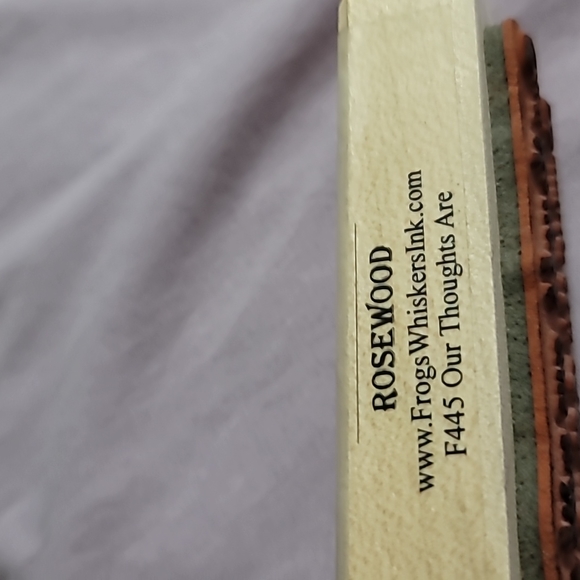 ROSEWOOD
www.FrogsWhiskersInk.com
F445 Our Thoughts Are